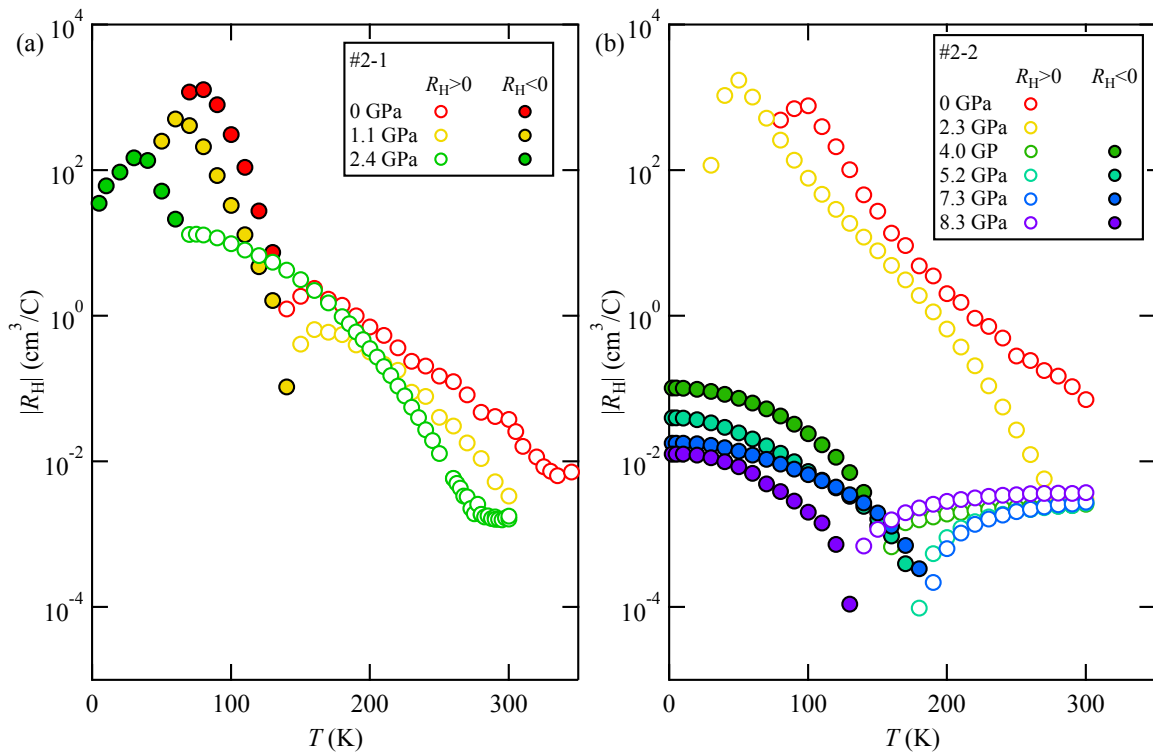 (a)
10^4
10^2
10^0
10^-2
10^-4
|R_H| (cm^3/C)
0
100
200
300
T (K)
#2-1
R_H>0 R_H<0
0 GPa
1.1 GPa
2.4 GPa
(b)
10^4
10^2
10^0
10^-2
10^-4
|R_H| (cm^3/C)
0
100
200
300
T (K)
#2-2
R_H>0 R_H<0
0 GPa
2.3 GPa
4.0 GP
5.2 GPa
7.3 GPa
8.3 GPa